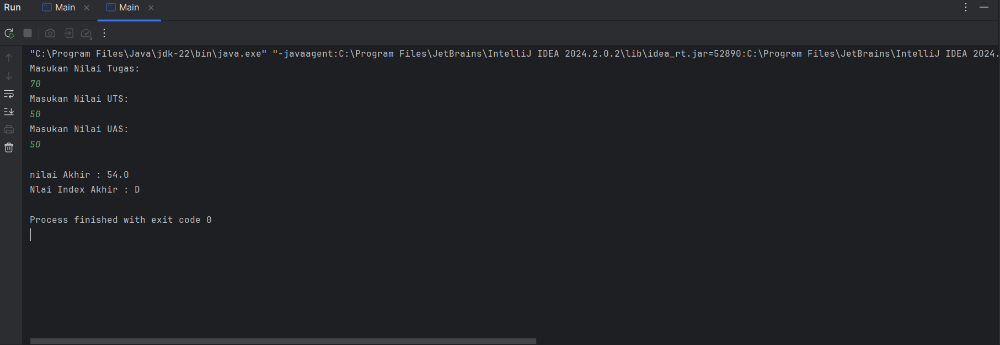 Run Main Main
"C:\Program Files\Java\jdk-22\bin\java.exe" "-javaagent:C:\Program Files\JetBrains\IntelliJ IDEA 2024.2.0.2\lib\idea_rt.jar=52890:C:\Program Files\JetBrains\IntelliJ IDEA 2024.
Masukan Nilai Tugas:
70
Masukan Nilai UTS:
50
Masukan Nilai UAS:
50
nilai Akhir : 54.0
Nlai Index Akhir : D
Process finished with exit code 0